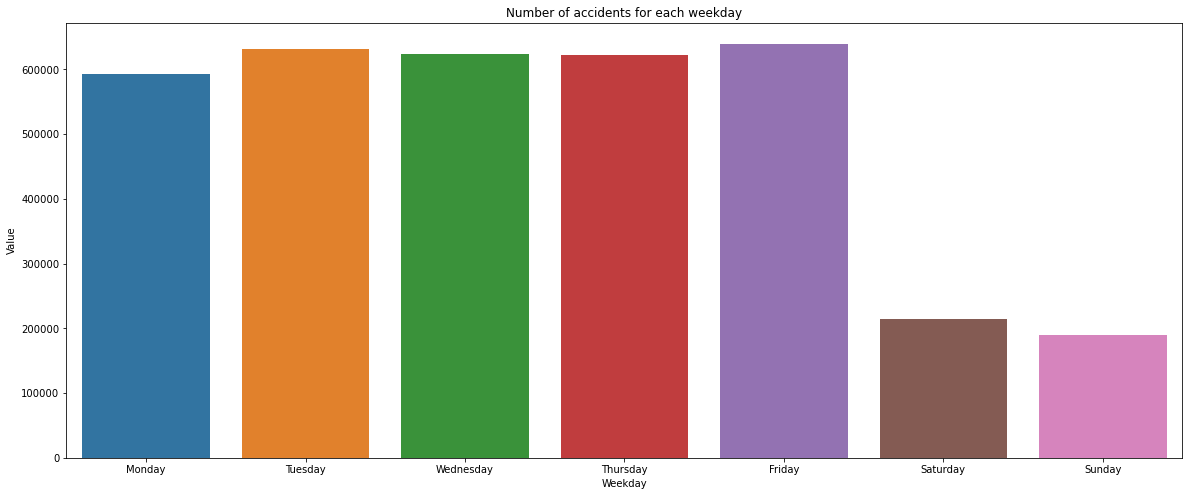 Number of accidents for each weekday
Value
600000
500000
400000
300000
200000
100000
0
Monday Tuesday Wednesday Thursday Friday Saturday Sunday
Weekday